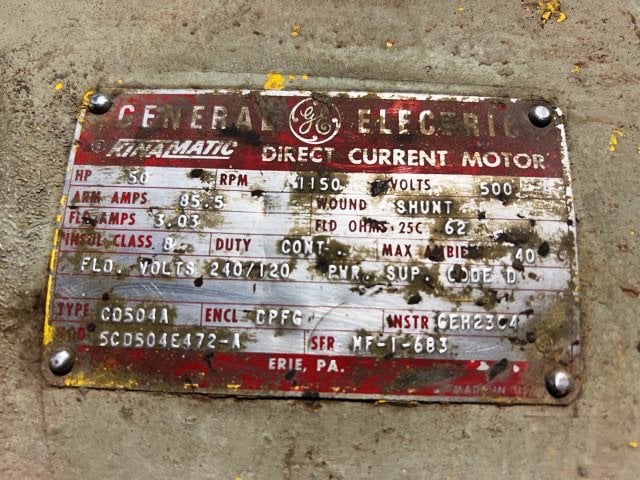 GENERAL GE ELECTRIC
KINAMATIC DIRECT CURRENT MOTOR
HP 50 RPM 1150 VOLTS 500
ARM AMPS 85.5 WOUND SHUNT
FLD AMPS 3.03 FLD OHMS 25C 62
INSUL CLASS B DUTY CONT. MAX AMBIENT 40 C
FLD. VOLTS 240/120 PWR. SUP. CODE D
TYPE CD504A ENCL DPFG INSTR GEH2304
5CD504E472-A SER MF-1-683
ERIE, PA.
MADE IN U